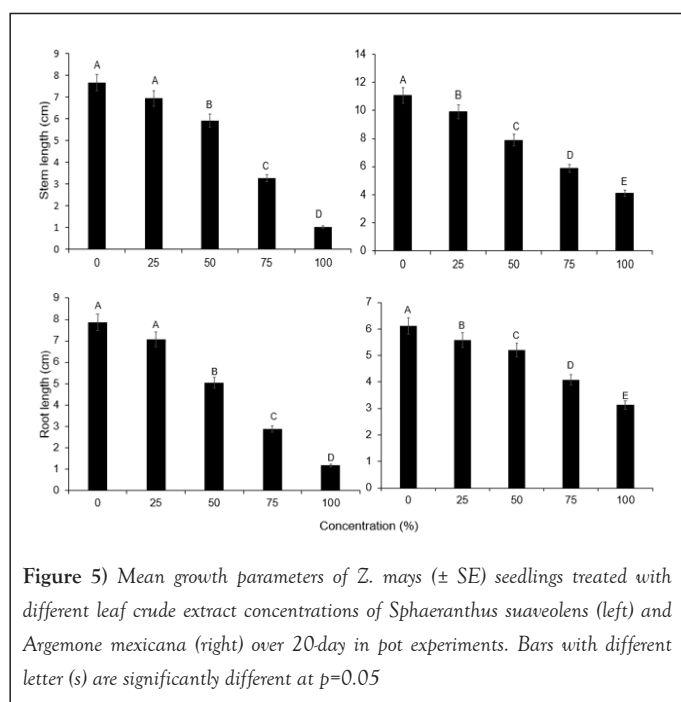 9
8
7
6
5
4
3
2
1
0
Stem length (cm)
A
A
B
C
D
0 25 50 75 100
14
12
10
8
6
4
2
0
A
B
C
D
E
0 25 50 75 100
9
8
7
6
5
4
3
2
1
0
Root length (cm)
A
A
B
C
D
0 25 50 75 100
7
6
5
4
3
2
1
0
A
B
C
D
E
0 25 50 75 100
Concentration (%)
Figure 5) Mean growth parameters of Z. mays (± SE) seedlings treated with
different leaf crude extract concentrations of Sphaeranthus suaveolens (left) and
Argemone mexicana (right) over 20-day in pot experiments. Bars with different
letter (s) are significantly different at p=0.05